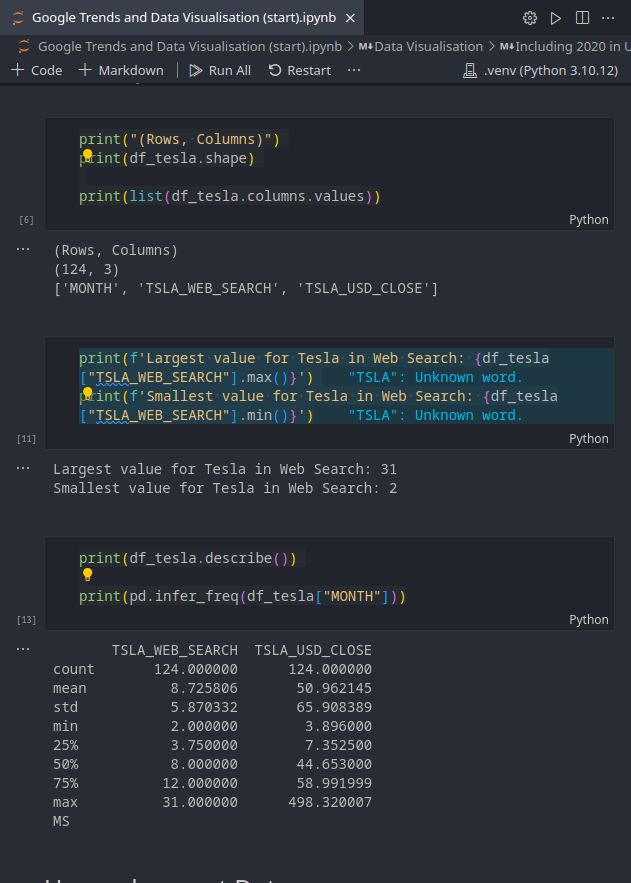 Google Trends and Data Visualisation (start).ipynb
Google Trends and Data Visualisation (start).ipynb > M↓Data Visualisation > M↓Including 2020 in U
+ Code + Markdown | Run All Restart ··· .venv (Python 3.10.12)
print("(Rows,·Columns)")
print(df_tesla.shape)
print(list(df_tesla.columns.values))
[6] Python
··· (Rows, Columns)
(124, 3)
['MONTH', 'TSLA_WEB_SEARCH', 'TSLA_USD_CLOSE']
print(f'Largest·value·for·Tesla·in·Web·Search:·{df_tesla
["TSLA_WEB_SEARCH"].max()}') "TSLA": Unknown word.
print(f'Smallest·value·for·Tesla·in·Web·Search:·{df_tesla
["TSLA_WEB_SEARCH"].min()}') "TSLA": Unknown word.
[11] Python
··· Largest value for Tesla in Web Search: 31
Smallest value for Tesla in Web Search: 2
print(df_tesla.describe())
print(pd.infer_freq(df_tesla["MONTH"]))
[13] Python
··· TSLA_WEB_SEARCH TSLA_USD_CLOSE
count 124.000000 124.000000
mean 8.725806 50.962145
std 5.870332 65.908389
min 2.000000 3.896000
25% 3.750000 7.352500
50% 8.000000 44.653000
75% 12.000000 58.991999
max 31.000000 498.320007
MS